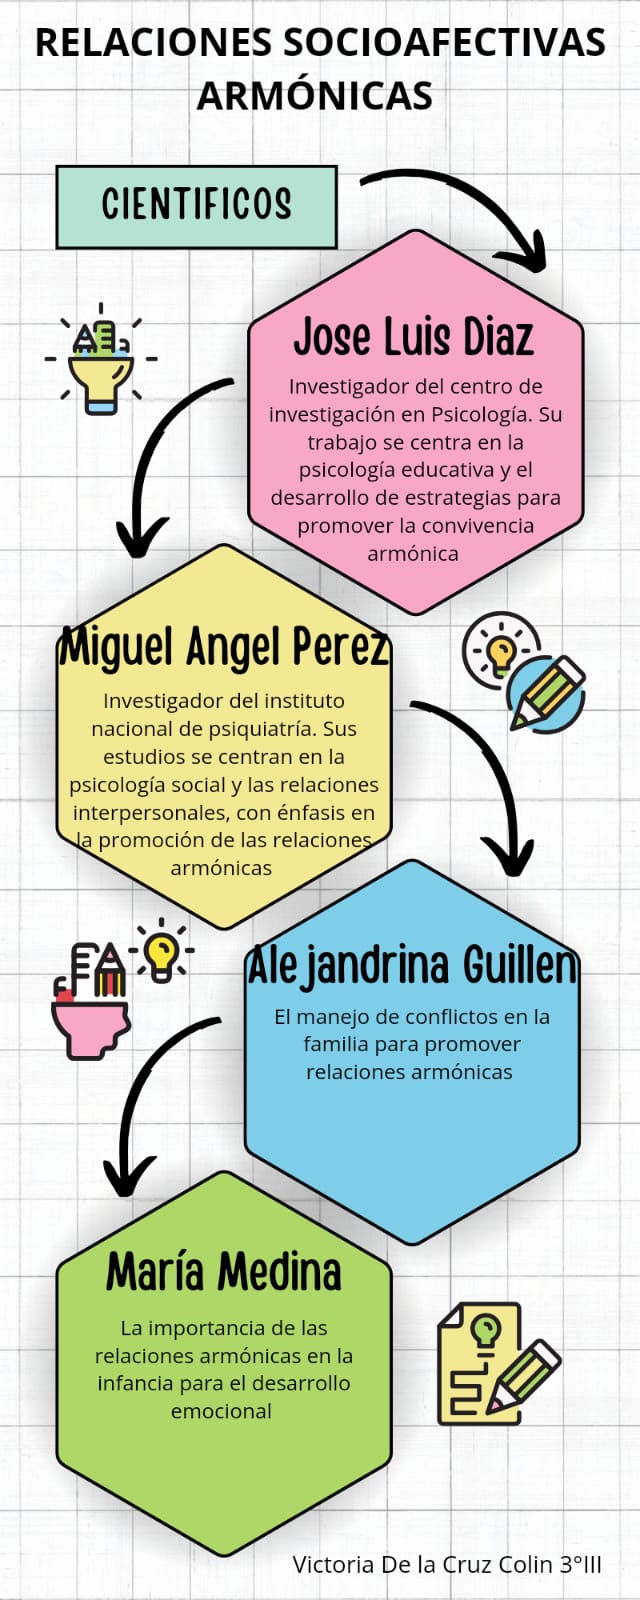 RELACIONES SOCIOAFECTIVAS
ARMÓNICAS
CIENTIFICOS
Jose Luis Diaz
Investigador del centro de
investigación en Psicología. Su
trabajo se centra en la
psicología educativa y el
desarrollo de estrategias para
promover la convivencia
armónica
Miguel Angel Perez
Investigador del instituto
nacional de psiquiatría. Sus
estudios se centran en la
psicología social y las relaciones
interpersonales, con énfasis en
la promoción de las relaciones
armónicas
Alejandrina Guillen
El manejo de conflictos en la
familia para promover
relaciones armónicas
María Medina
La importancia de las
relaciones armónicas en la
infancia para el desarrollo
emocional
Victoria De la Cruz Colin 3°III